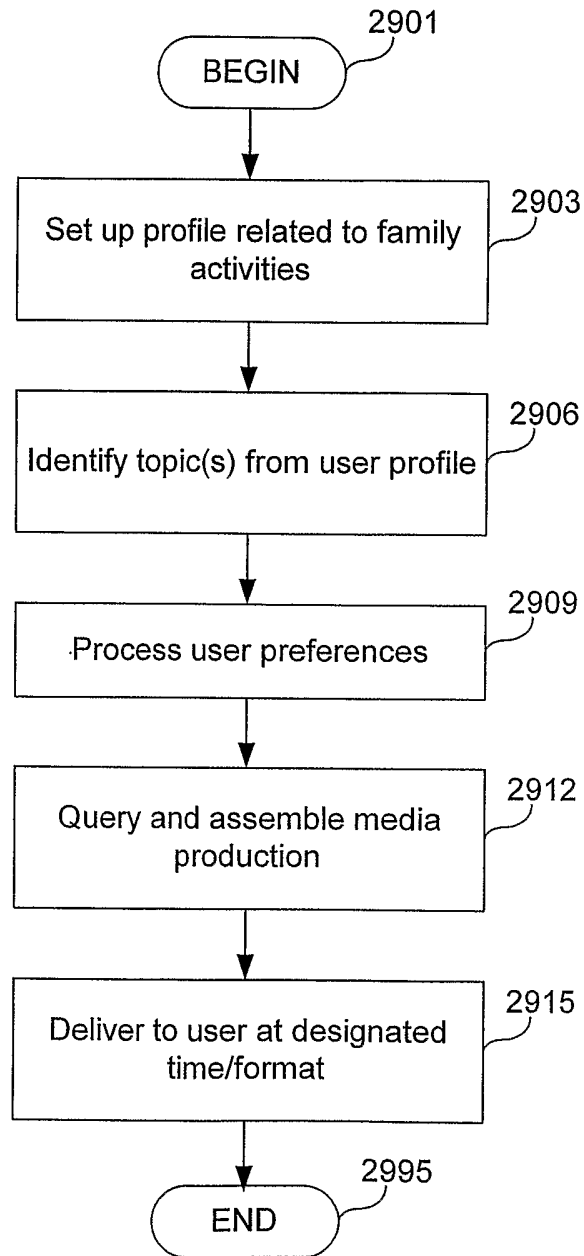 2901
BEGIN
2903
Set up profile related to family
activities
2906
Identify topic(s) from user profile
2909
Process user preferences
2912
Query and assemble media
production
2915
Deliver to user at designated
time/format
2995
END